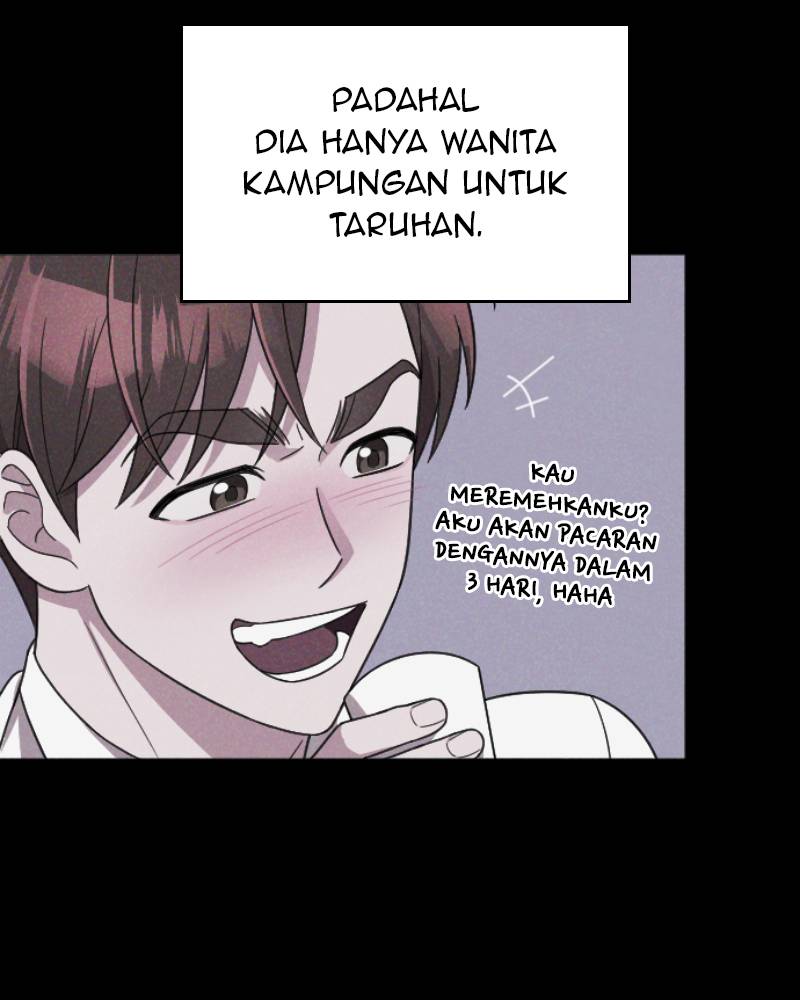 PADAHAL
DIA HANYA WANITA
KAMPUNGAN UNTUK
TARUHAN.
KAU
MEREMEHKANKU?
AKU AKAN PACARAN
DENGANNYA DALAM
3 HARI, HAHA